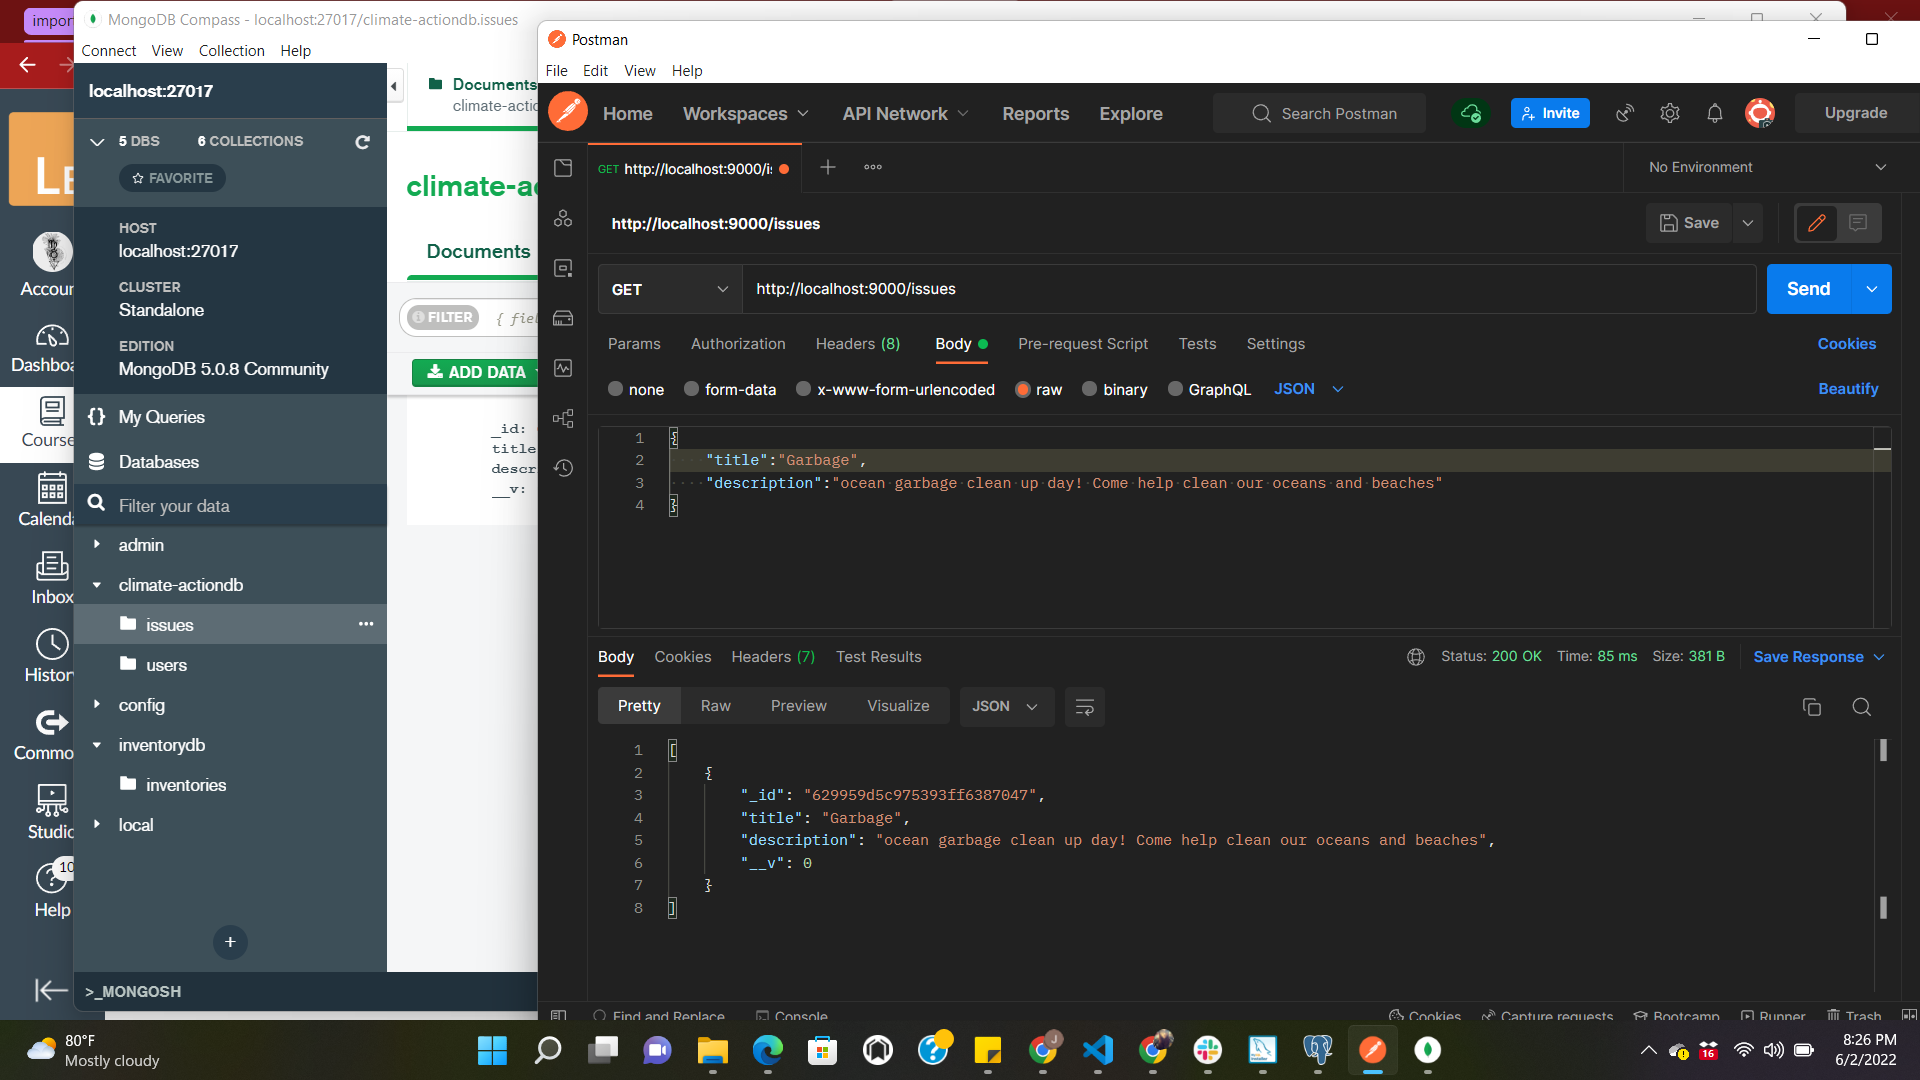 impor
MongoDB Compass - localhost:27017/climate-actiondb.issues
Connect View Collection Help
localhost:27017
5 DBS 6 COLLECTIONS
FAVORITE
HOST
localhost:27017
CLUSTER
Standalone
EDITION
MongoDB 5.0.8 Community
{} My Queries
Databases
Filter your data
admin
climate-actiondb
issues
users
config
inventorydb
inventories
local
+
>_MONGOSH
LE
Accour
Dashboa
Course
Calenda
Inbox
Histor
Commo
Studio
10
Help
Documents
climate-actio
climate-a
Documents
FILTER { fiel
ADD DATA
_id:
title
descr
__v:
Postman
File Edit View Help
Home Workspaces API Network Reports Explore Search Postman Invite Upgrade
GET http://localhost:9000/i No Environment
http://localhost:9000/issues Save
GET http://localhost:9000/issues Send
Params Authorization Headers (8) Body Pre-request Script Tests Settings Cookies
none form-data x-www-form-urlencoded raw binary GraphQL JSON Beautify
1 {
2 "title":"Garbage",
3 "description":"ocean garbage clean up day! Come help clean our oceans and beaches"
4 }
Body Cookies Headers (7) Test Results Status: 200 OK Time: 85 ms Size: 381 B Save Response
Pretty Raw Preview Visualize JSON
1 [
2 {
3 "_id": "629959d5c975393ff6387047",
4 "title": "Garbage",
5 "description": "ocean garbage clean up day! Come help clean our oceans and beaches",
6 "__v": 0
7 }
8 ]
Find and Replace Console Cookies Capture requests Bootcamp Runner Trash
80°F
Mostly cloudy
16
8:26 PM
6/2/2022